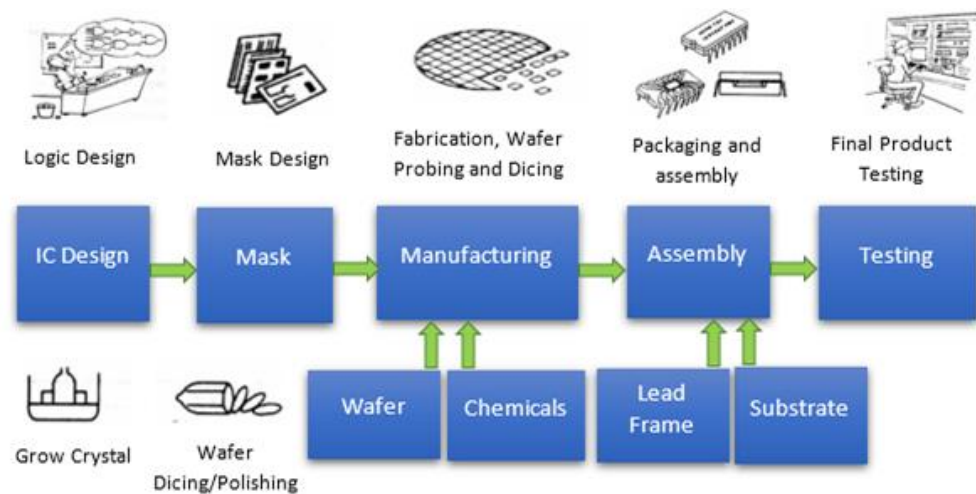 Logic Design
Mask Design
Fabrication, Wafer
Probing and Dicing
Packaging and
assembly
Final Product
Testing
IC Design
Mask
Manufacturing
Assembly
Testing
Wafer
Chemicals
Lead
Frame
Substrate
Grow Crystal
Wafer
Dicing/Polishing